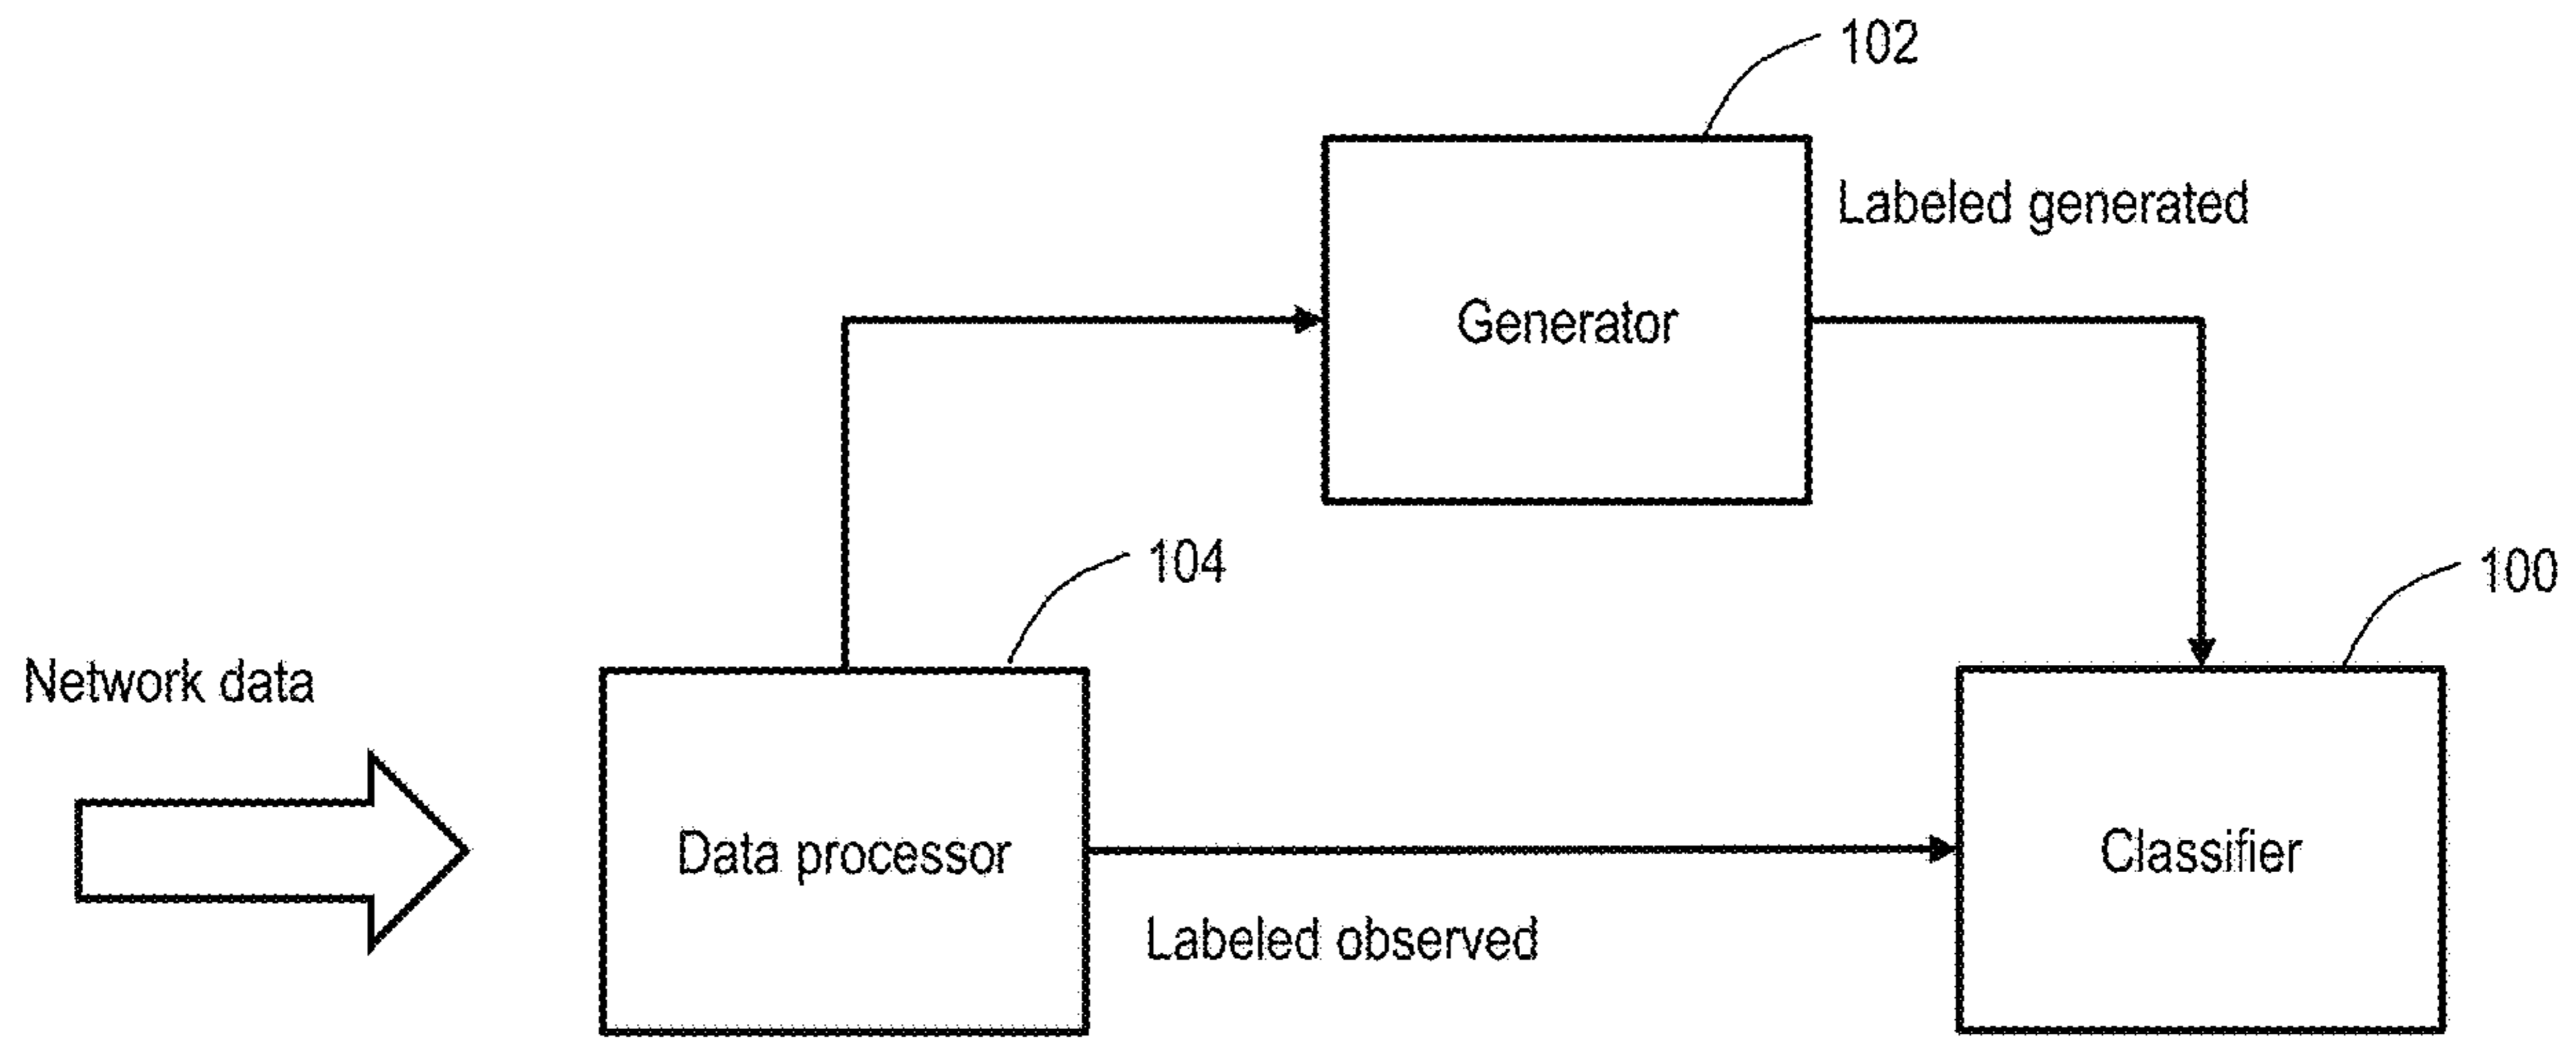 102
Labeled generated
Generator
104
100
Network data
Data processor
Classifier
Labeled observed